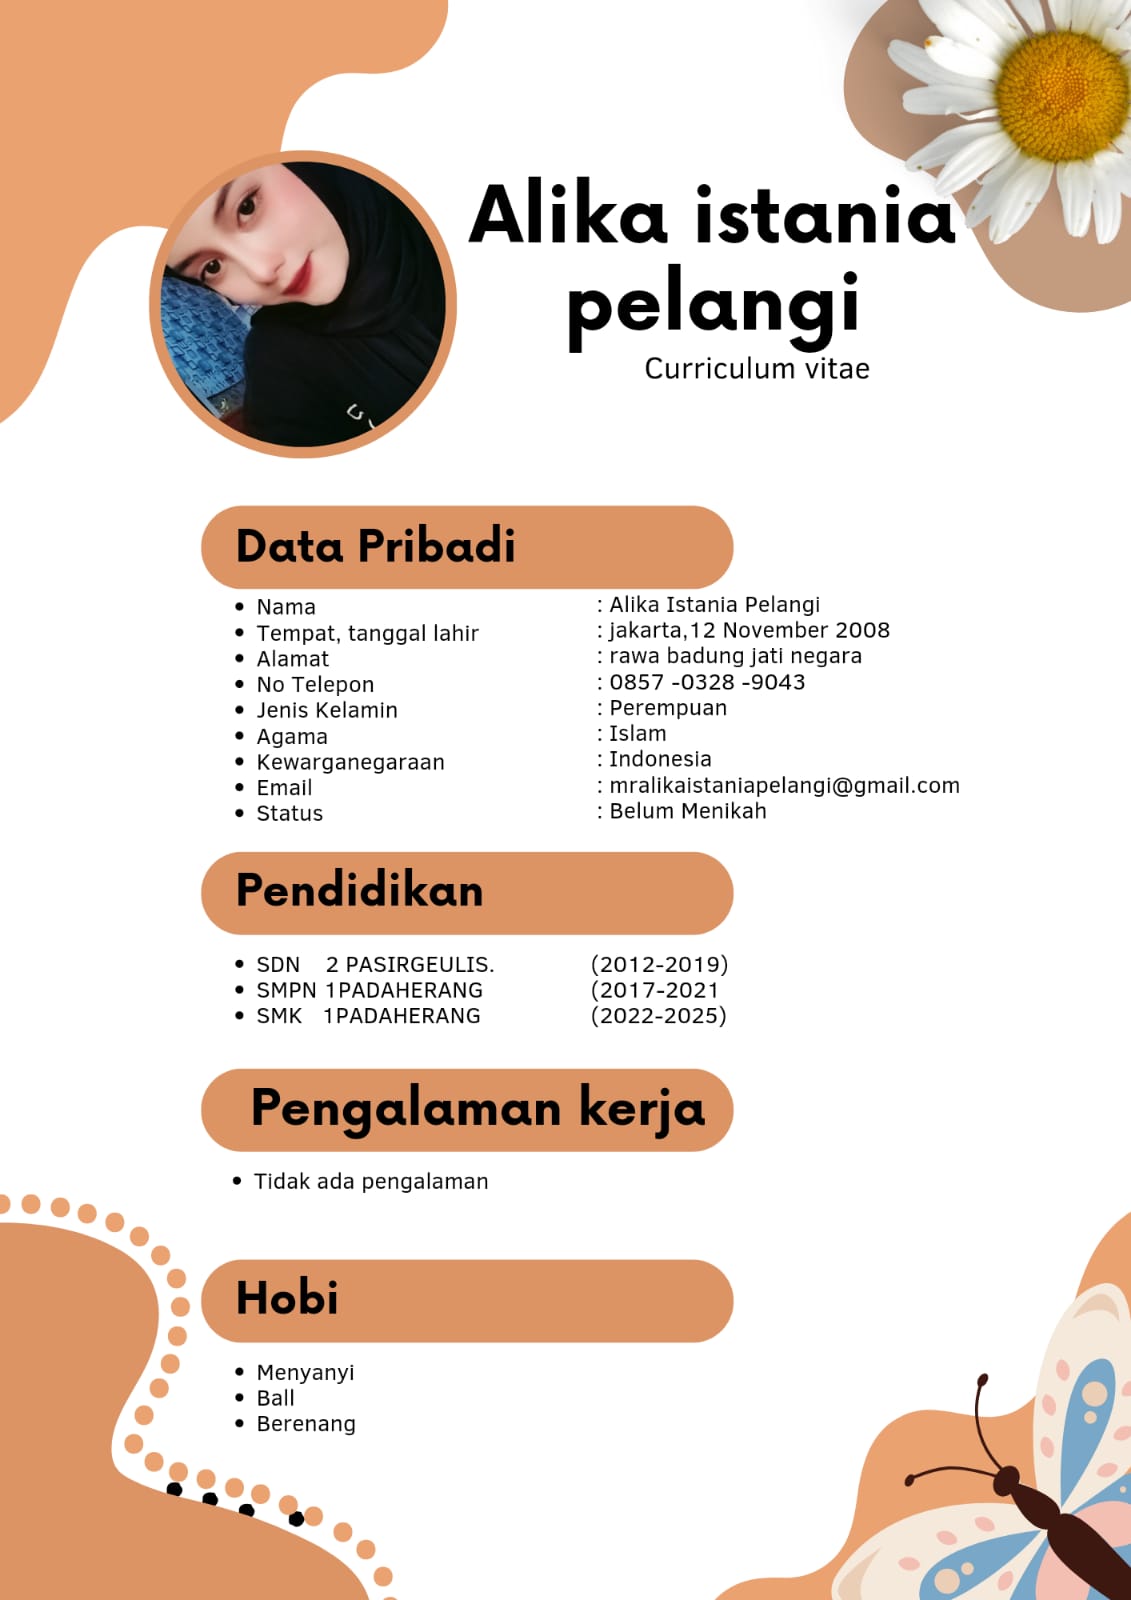 Alika istania
pelangi
Curriculum vitae
Data Pribadi
• Nama : Alika Istania Pelangi
• Tempat, tanggal lahir : jakarta,12 November 2008
• Alamat : rawa badung jati negara
• No Telepon : 0857 -0328 -9043
• Jenis Kelamin : Perempuan
• Agama : Islam
• Kewarganegaraan : Indonesia
• Email : mralikaistaniapelangi@gmail.com
• Status : Belum Menikah
Pendidikan
• SDN 2 PASIRGEULIS. (2012-2019)
• SMPN 1PADAHERANG (2017-2021
• SMK 1PADAHERANG (2022-2025)
Pengalaman kerja
• Tidak ada pengalaman
Hobi
• Menyanyi
• Ball
• Berenang